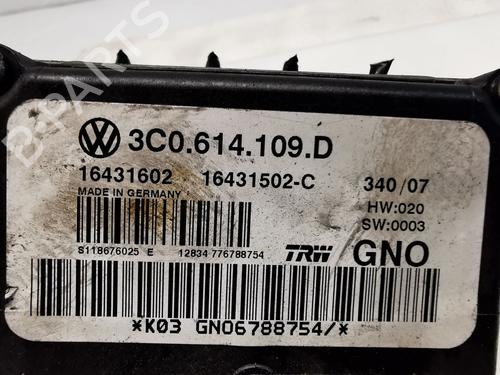 3C0.614.109.D
16431602 16431502-C 340/07
MADE IN GERMANY HW:020
SW:0003
S118676025 E 12834 776788754 TRW GNO
*K03 GNO6788754/*
B-PARTS